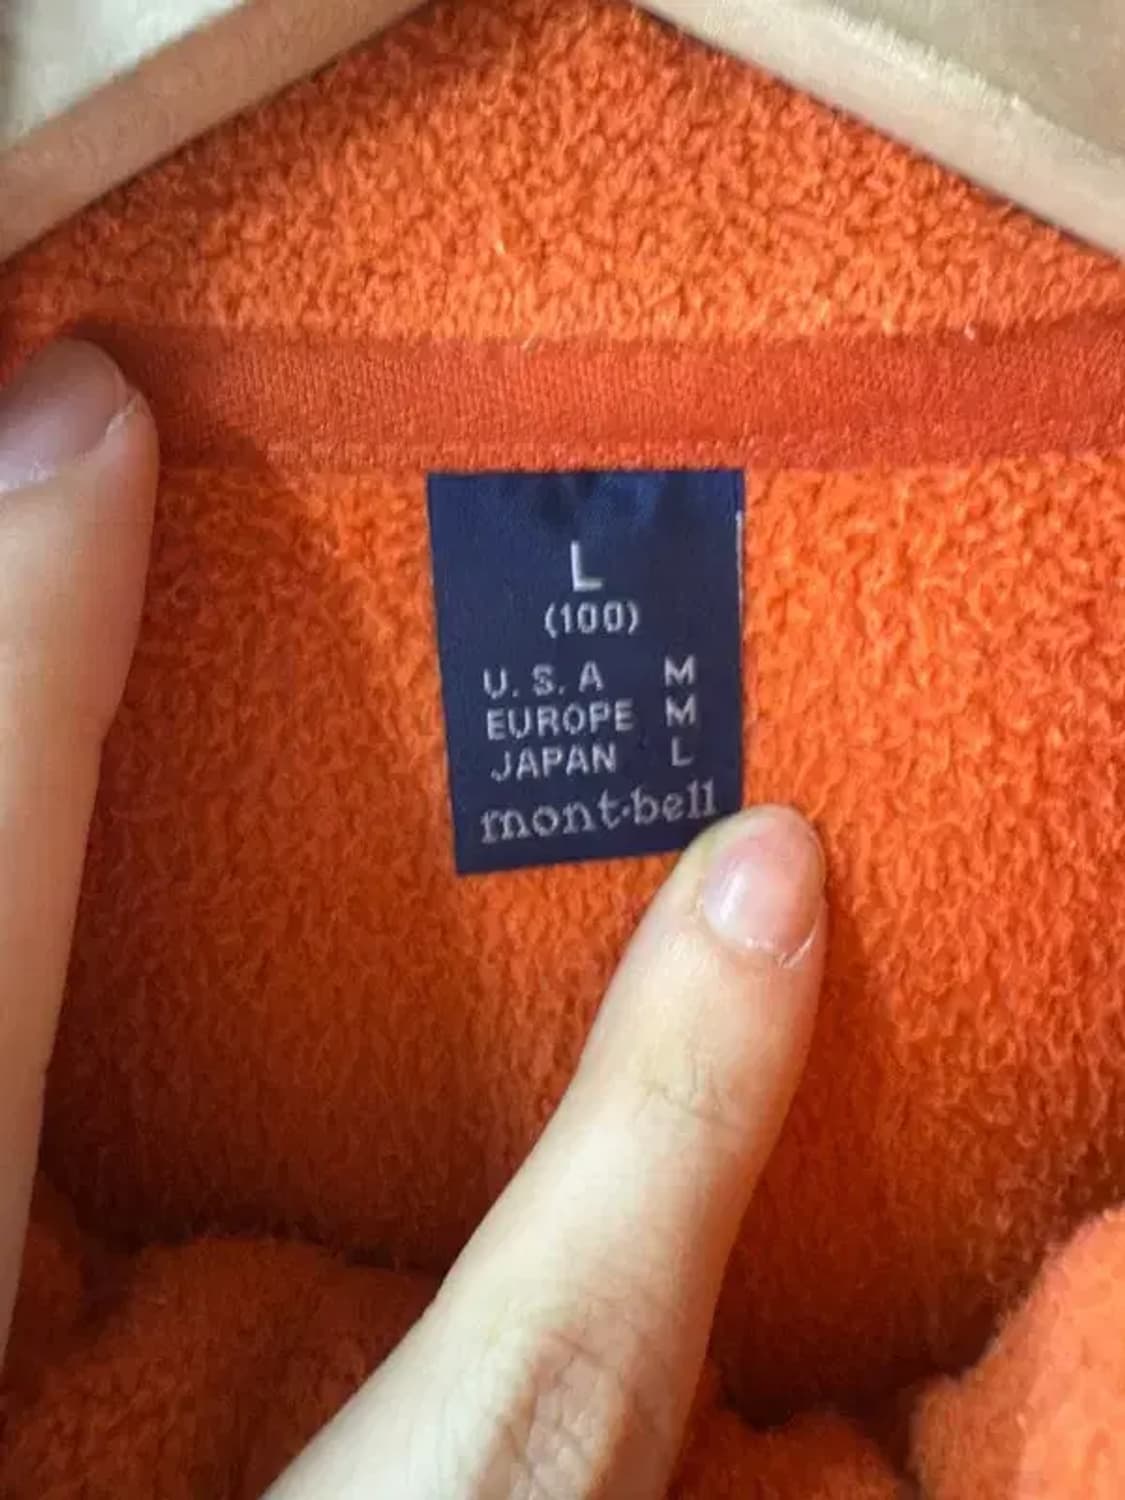 L
(100)
U.S.A M
EUROPE M
JAPAN L
mont·bell